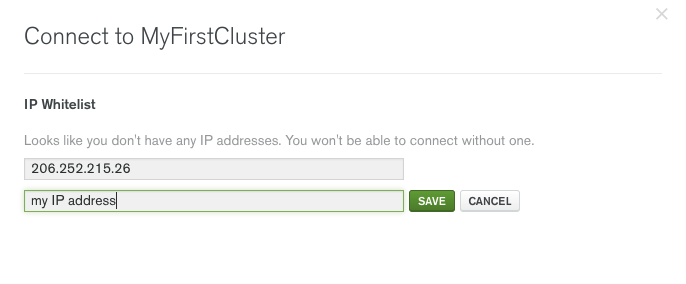 Connect to MyFirstCluster
IP Whitelist
Looks like you don't have any IP addresses. You won't be able to connect without one.
206.252.215.26
my IP address
SAVE
CANCEL